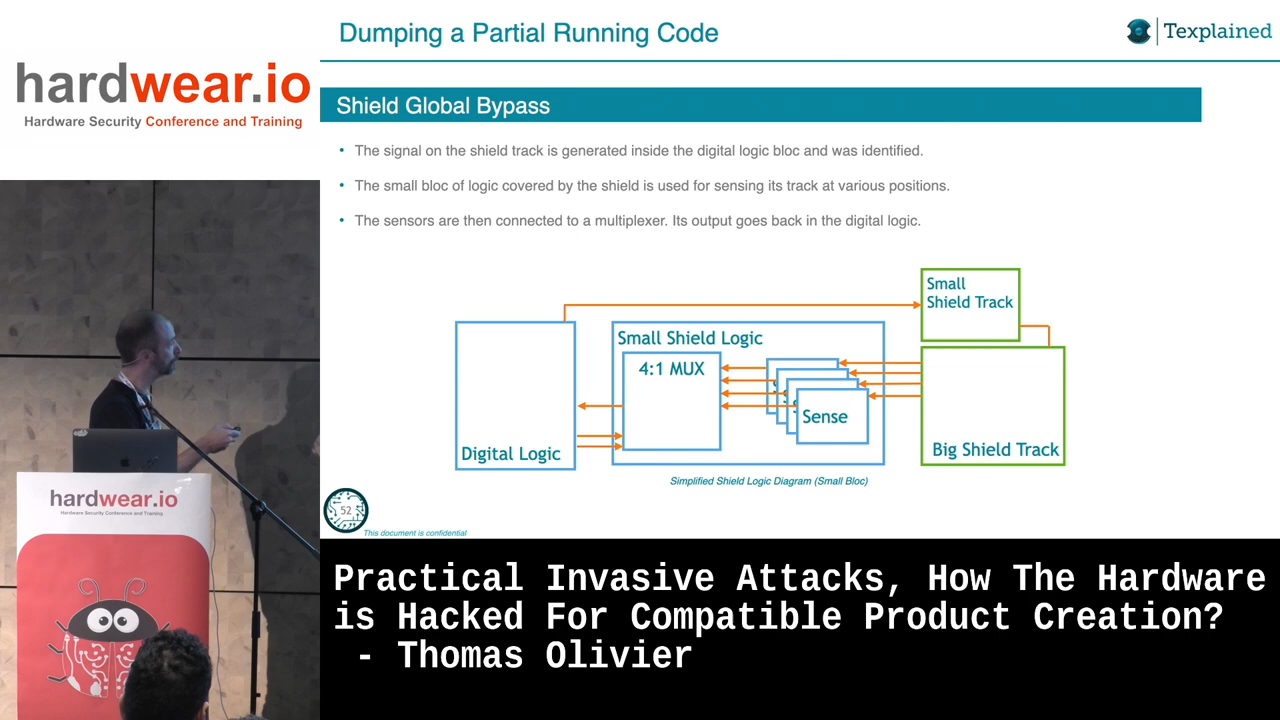 Dumping a Partial Running Code
Texplained
hardwear.io
Hardware Security Conference and Training
Shield Global Bypass
• The signal on the shield track is generated inside the digital logic bloc and was identified.
• The small bloc of logic covered by the shield is used for sensing its track at various positions.
• The sensors are then connected to a multiplexer. Its output goes back in the digital logic.
Small
Shield Track
Small Shield Logic
4:1 MUX
Sense
Digital Logic
Big Shield Track
Simplified Shield Logic Diagram (Small Bloc)
52
This document is confidential
hardwear.io
Hardware Security Conference and Training
Practical Invasive Attacks, How The Hardware
is Hacked For Compatible Product Creation?
- Thomas Olivier